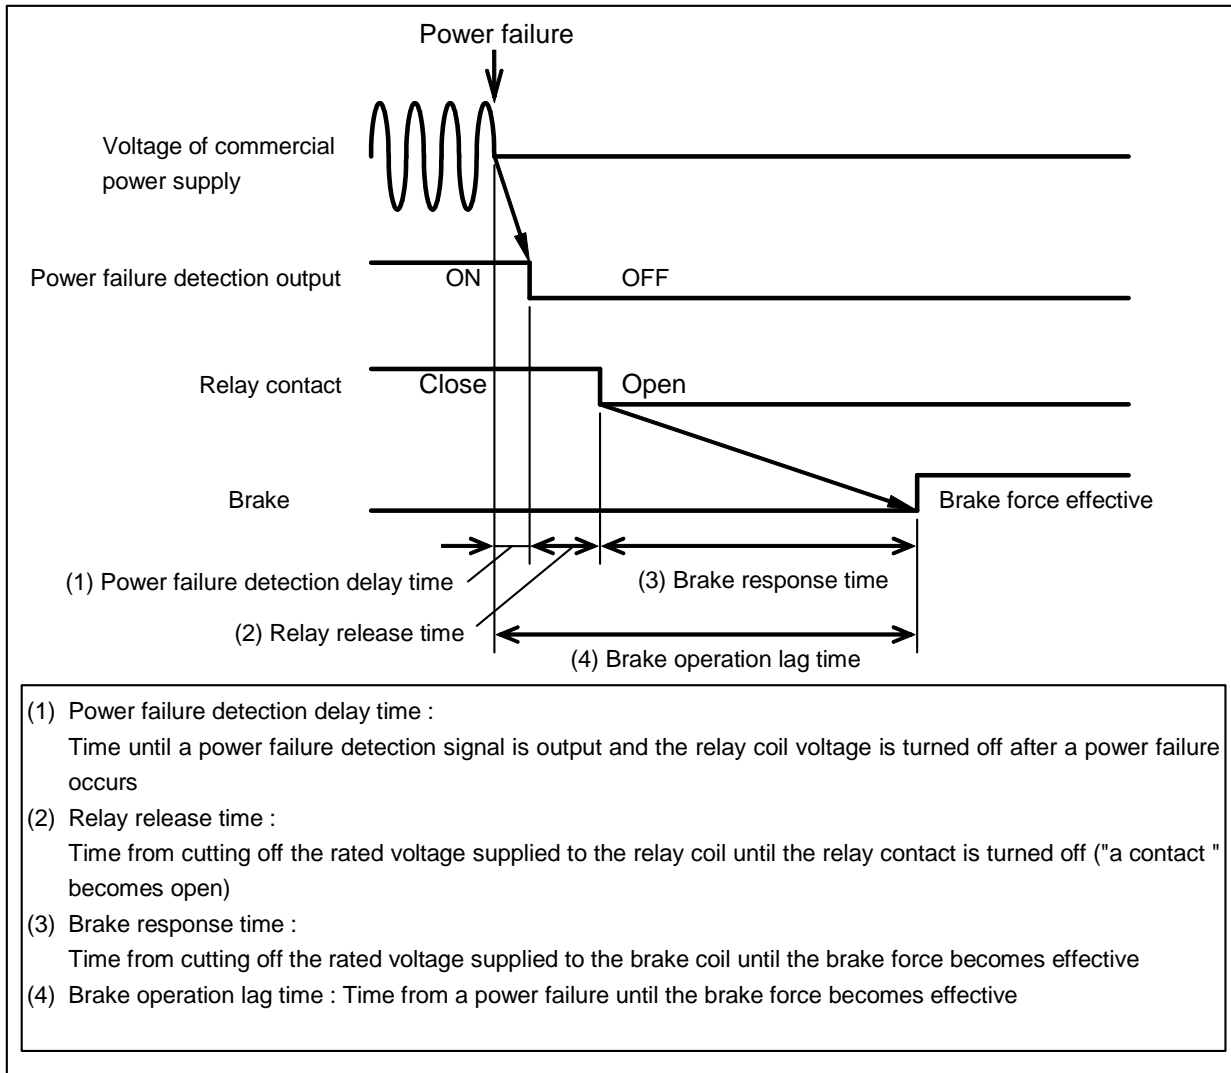 Power failure
Voltage of commercial
power supply
Power failure detection output
ON
OFF
Relay contact
Close
Open
Brake
Brake force effective
(1) Power failure detection delay time
(3) Brake response time
(2) Relay release time
(4) Brake operation lag time
(1) Power failure detection delay time :
Time until a power failure detection signal is output and the relay coil voltage is turned off after a power failure
occurs
(2) Relay release time :
Time from cutting off the rated voltage supplied to the relay coil until the relay contact is turned off ("a contact "
becomes open)
(3) Brake response time :
Time from cutting off the rated voltage supplied to the brake coil until the brake force becomes effective
(4) Brake operation lag time : Time from a power failure until the brake force becomes effective